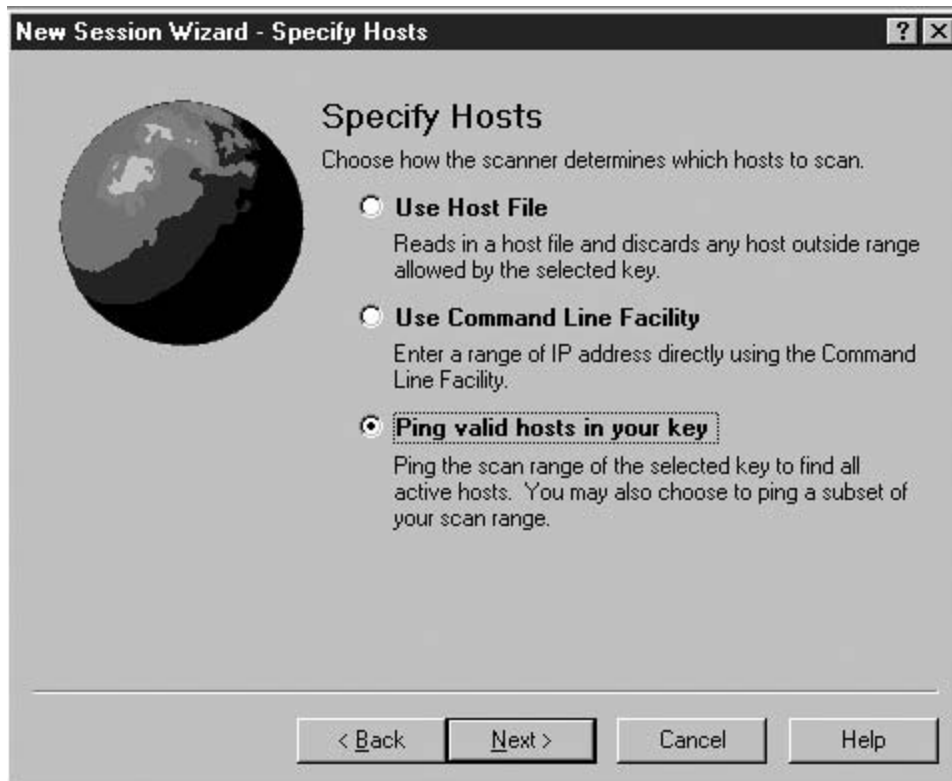 New Session Wizard - Specify Hosts
Specify Hosts
Choose how the scanner determines which hosts to scan.
Use Host File
Reads in a host file and discards any host outside range
allowed by the selected key.
Use Command Line Facility
Enter a range of IP address directly using the Command
Line Facility.
Ping valid hosts in your key
Ping the scan range of the selected key to find all
active hosts. You may also choose to ping a subset of
your scan range.
< Back Next > Cancel Help